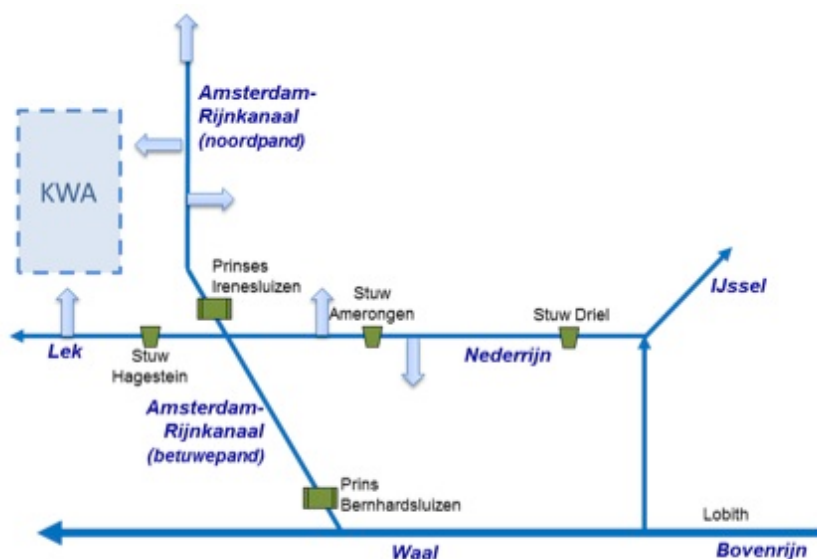 Amsterdam-
Rijnkanaal
(noordpand)
KWA
Prinses
Irenesluizen
Stuw
Amerongen
Stuw Driel
IJssel
Lek
Stuw
Hagestein
Nederrijn
Amsterdam-
Rijnkanaal
(betuwepand)
Prins
Bernhardsluizen
Lobith
Waal
Bovenrijn